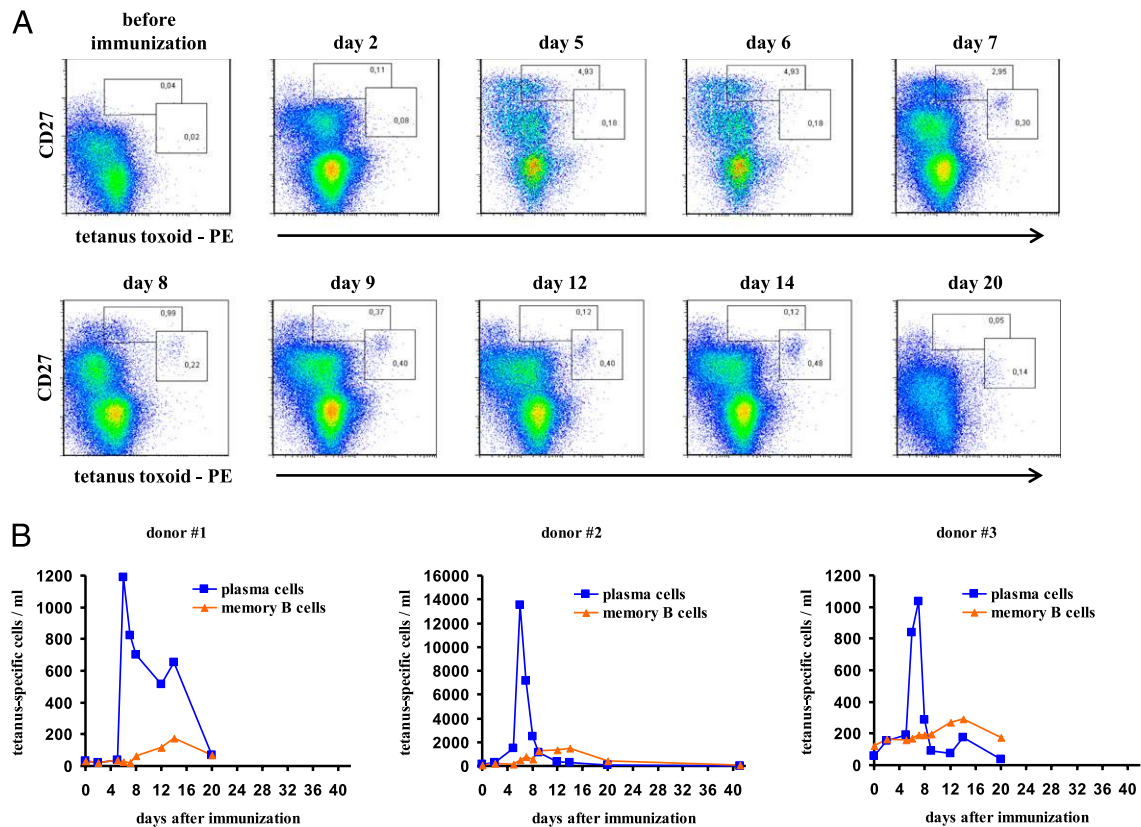 A
before
immunization
day 2
day 5
day 6
day 7
CD27
0,04
0,02
0,11
0,08
4,93
0,18
4,93
0,18
2,95
0,30
tetanus toxoid - PE
day 8
day 9
day 12
day 14
day 20
CD27
0,99
0,22
0,37
0,40
0,12
0,40
0,12
0,48
0,05
0,14
tetanus toxoid - PE
B
donor #1
tetanus-specific cells / ml
1200
1000
800
600
400
200
0
plasma cells
memory B cells
0 4 8 12 16 20 24 28 32 36 40
days after immunization
donor #2
tetanus-specific cells / ml
16000
14000
12000
10000
8000
6000
4000
2000
0
plasma cells
memory B cells
0 4 8 12 16 20 24 28 32 36 40
days after immunization
donor #3
tetanus-specific cells / ml
1200
1000
800
600
400
200
0
plasma cells
memory B cells
0 4 8 12 16 20 24 28 32 36 40
days after immunization